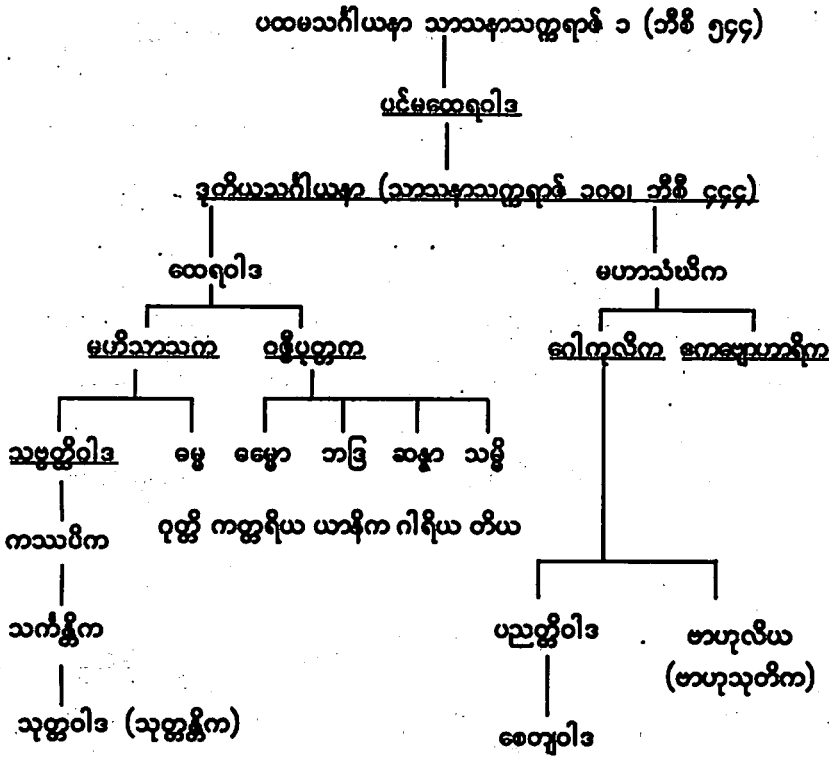 ပထမသင်္ဂါယနာ သာသနာသက္ကရာဇ် ၁ (ဘီစီ ၅၄၄)
ပင်မထေရဝါဒ
ဒုတိယသင်္ဂါယနာ (သာသနာသက္ကရာဇ် ၁၀၀၊ ဘီစီ ၄၄၄)
ထေရဝါဒ မဟာသံဃိက
မဟိသာသက ဝဇ္ဇီပုတ္တက ဂေါကုလိက ဧကဗျောဟာရိက
သဗ္ဗတ္ထိဝါဒ ဓမ္မ ဓမ္မော ဘဒြ ဆန္နာ သမ္မိ
ကဿပိက ဂုတ္တိ ကတ္တရိယ ယာနိက ဂါရိယ တိယ
သင်္ကန္တိက ပညတ္တိဝါဒ ဗာဟုလိယ
(ဗာဟုသုတိက)
သုတ္တဝါဒ (သုတ္တန္တိက) စေတျဝါဒ